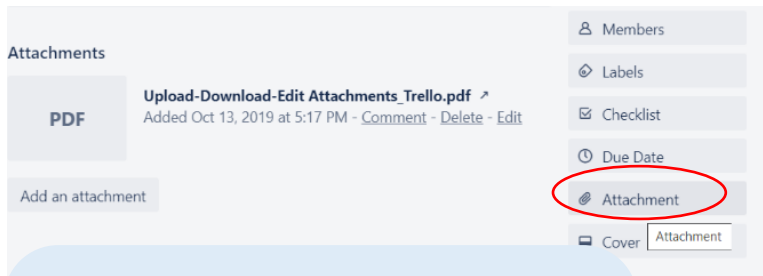 Attachments
PDF
Upload-Download-Edit Attachments_Trello.pdf ↗
Added Oct 13, 2019 at 5:17 PM - Comment - Delete - Edit
Add an attachment
Members
Labels
Checklist
Due Date
Attachment
Cover
Attachment